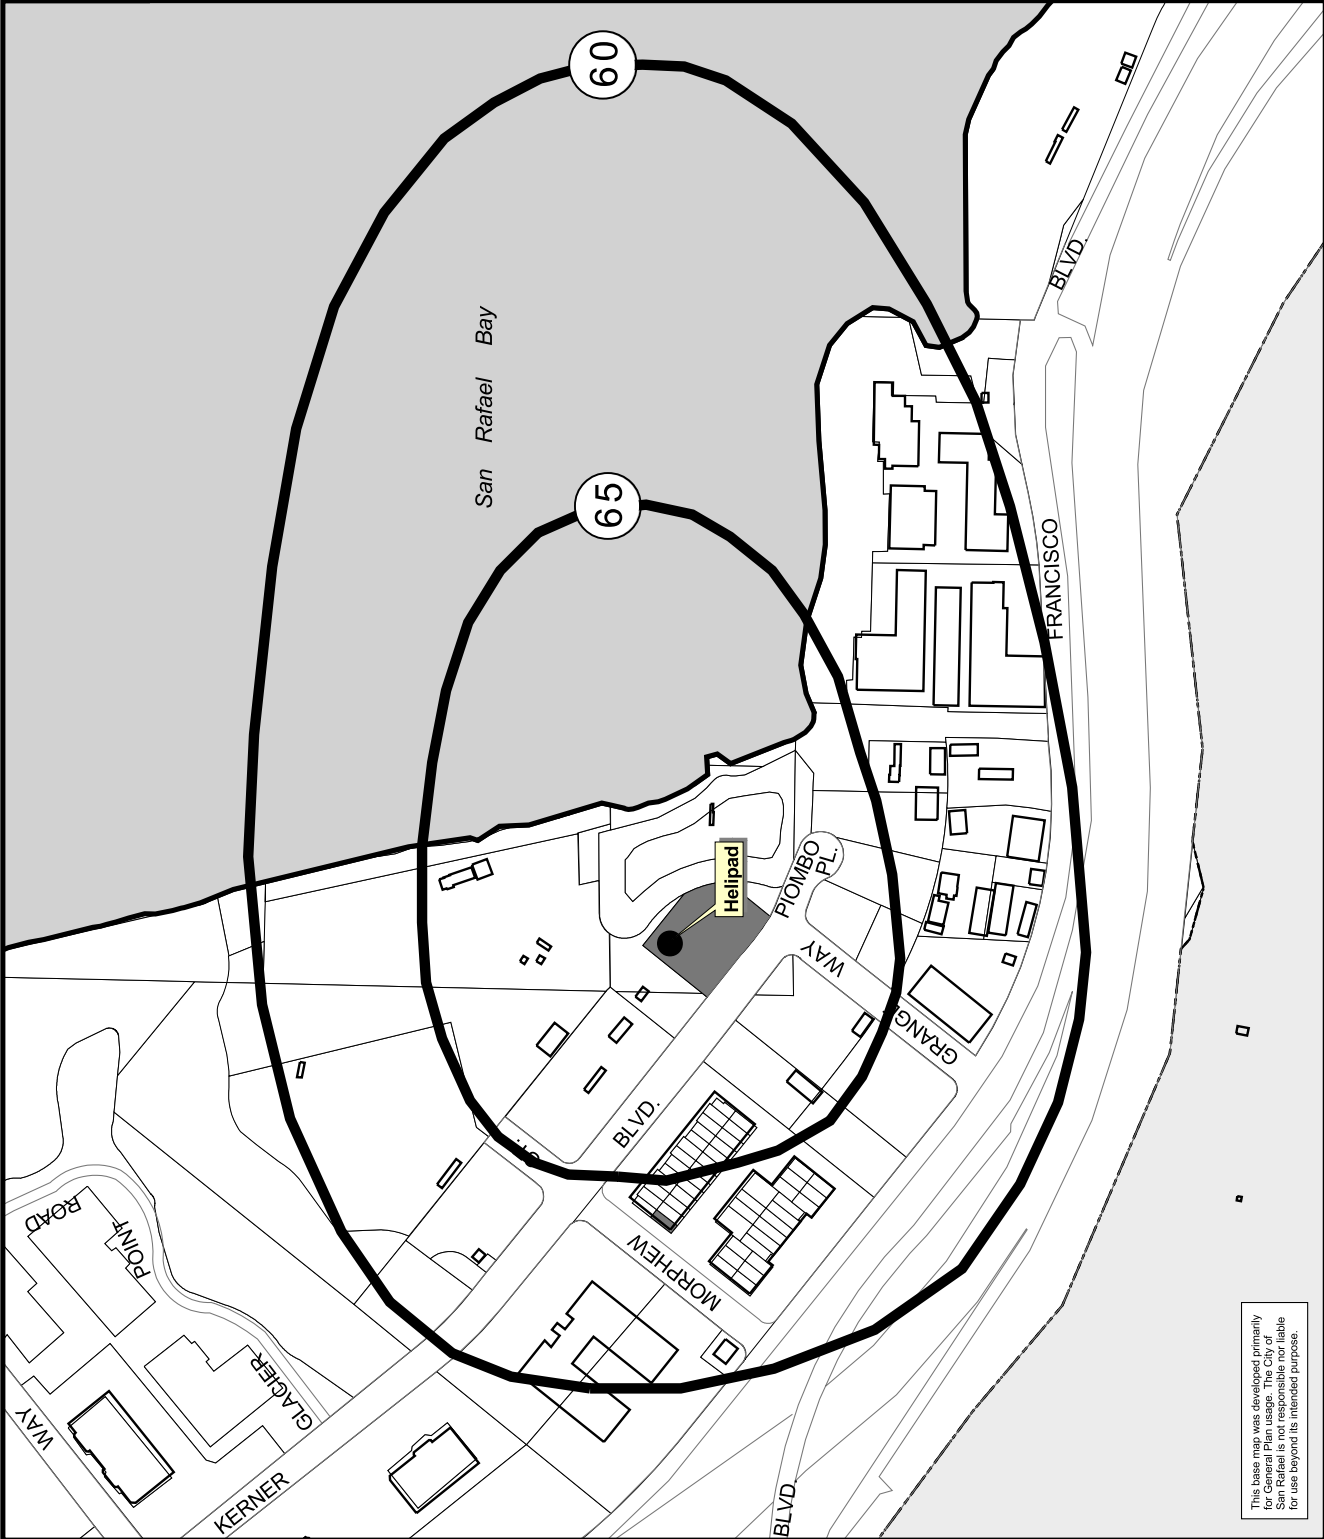 60
San Rafael Bay
65
BLVD.
FRANCISCO
Helipad
PIOMBO
PL.
WAY
GRANGE
BLVD.
ST.
MORPHEW
ROAD
POINT
GLACIER
WAY
KERNER
BLVD.
This base map was developed primarily
for General Plan usage. The City of
San Rafael is not responsible nor liable
for use beyond its intended purpose.